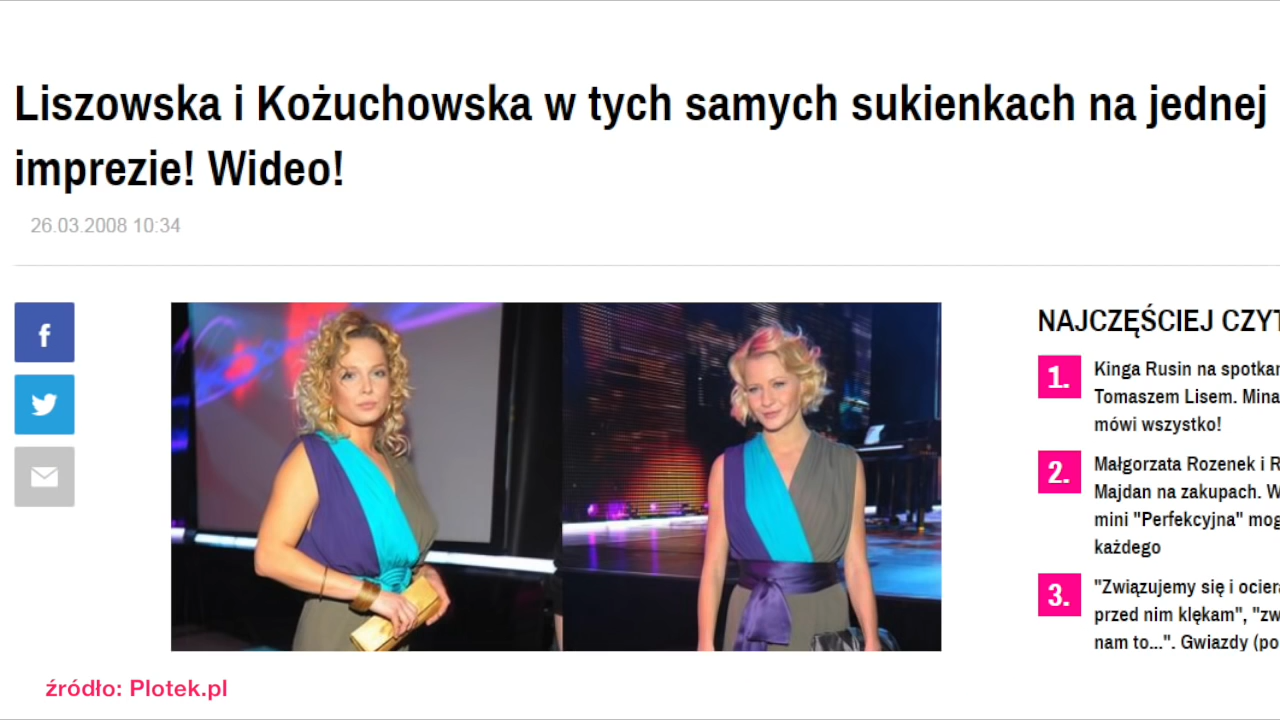 Liszowska i Kożuchowska w tych samych sukienkach na jednej
imprezie! Wideo!
26.03.2008 10:34
f
NAJCZĘŚCIEJ CZYT
1.
Kinga Rusin na spotkan
Tomaszem Lisem. Mina
mówi wszystko!
2.
Małgorzata Rozenek i R
Majdan na zakupach. W
mini "Perfekcyjna" mog
każdego
3.
"Związujemy się i ociera
przed nim klękam", "zw
nam to...". Gwiazdy (po
źródło: Plotek.pl